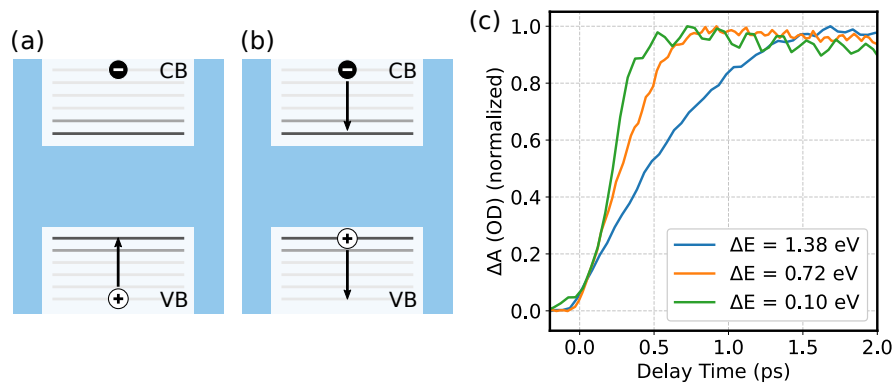 (a)
CB
VB
(b)
CB
VB
(c)
ΔA (OD) (normalized)
1.0
0.8
0.6
0.4
0.2
0.0
ΔE = 1.38 eV
ΔE = 0.72 eV
ΔE = 0.10 eV
0.0 0.5 1.0 1.5 2.0
Delay Time (ps)